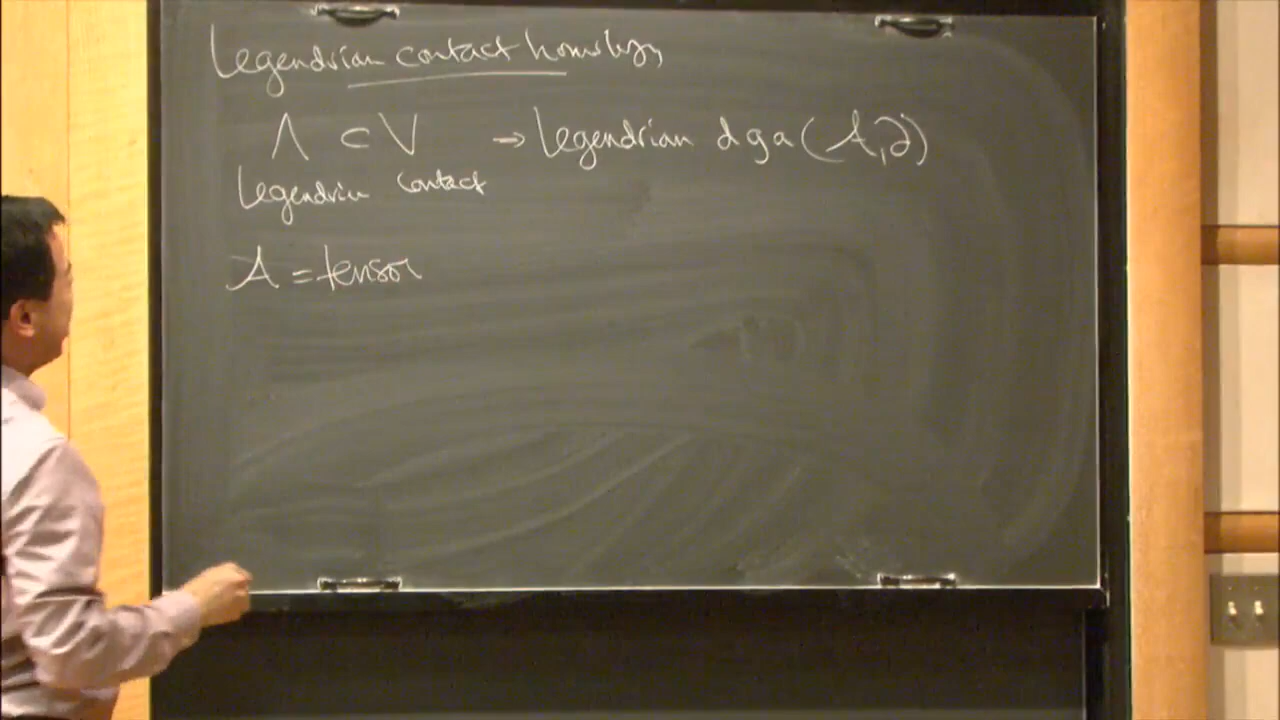 Legendrian contact homology
Λ ⊂ V → Legendrian dga (A, ∂)
Legendrian contact
A = tensor